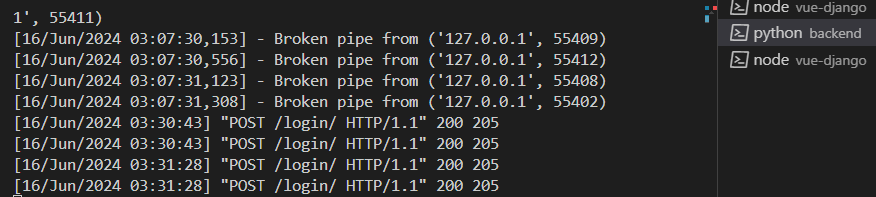 1', 55411)
[16/Jun/2024 03:07:30,153] - Broken pipe from ('127.0.0.1', 55409)
[16/Jun/2024 03:07:30,556] - Broken pipe from ('127.0.0.1', 55412)
[16/Jun/2024 03:07:31,123] - Broken pipe from ('127.0.0.1', 55408)
[16/Jun/2024 03:07:31,308] - Broken pipe from ('127.0.0.1', 55402)
[16/Jun/2024 03:30:43] "POST /login/ HTTP/1.1" 200 205
[16/Jun/2024 03:30:43] "POST /login/ HTTP/1.1" 200 205
[16/Jun/2024 03:31:28] "POST /login/ HTTP/1.1" 200 205
[16/Jun/2024 03:31:28] "POST /login/ HTTP/1.1" 200 205
node vue-django
python backend
node vue-django